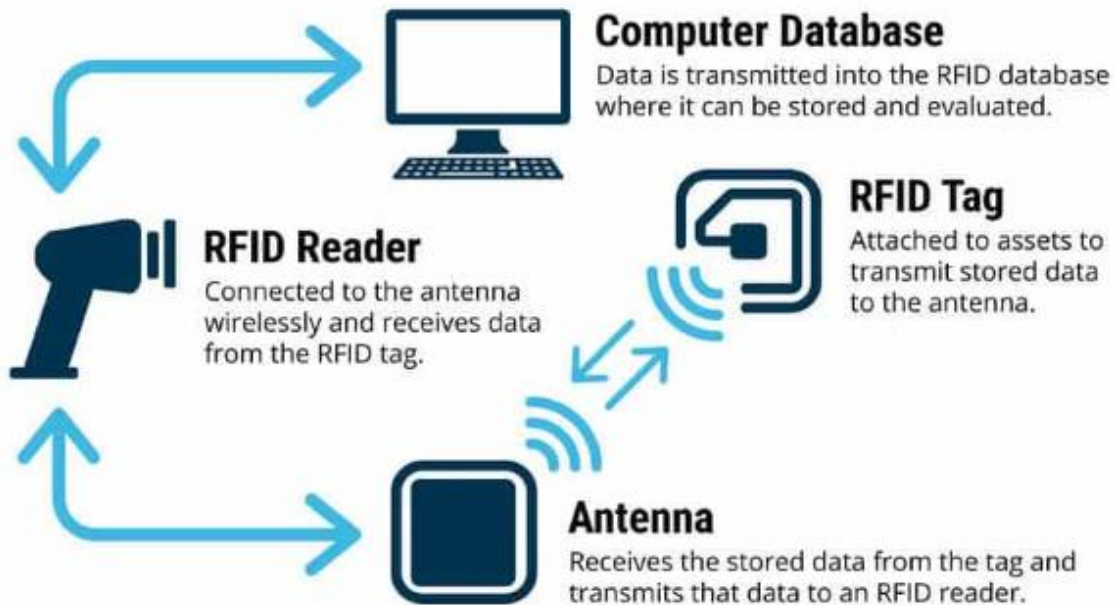 Computer Database
Data is transmitted into the RFID database
where it can be stored and evaluated.
RFID Tag
Attached to assets to
transmit stored data
to the antenna.
RFID Reader
Connected to the antenna
wirelessly and receives data
from the RFID tag.
Antenna
Receives the stored data from the tag and
transmits that data to an RFID reader.